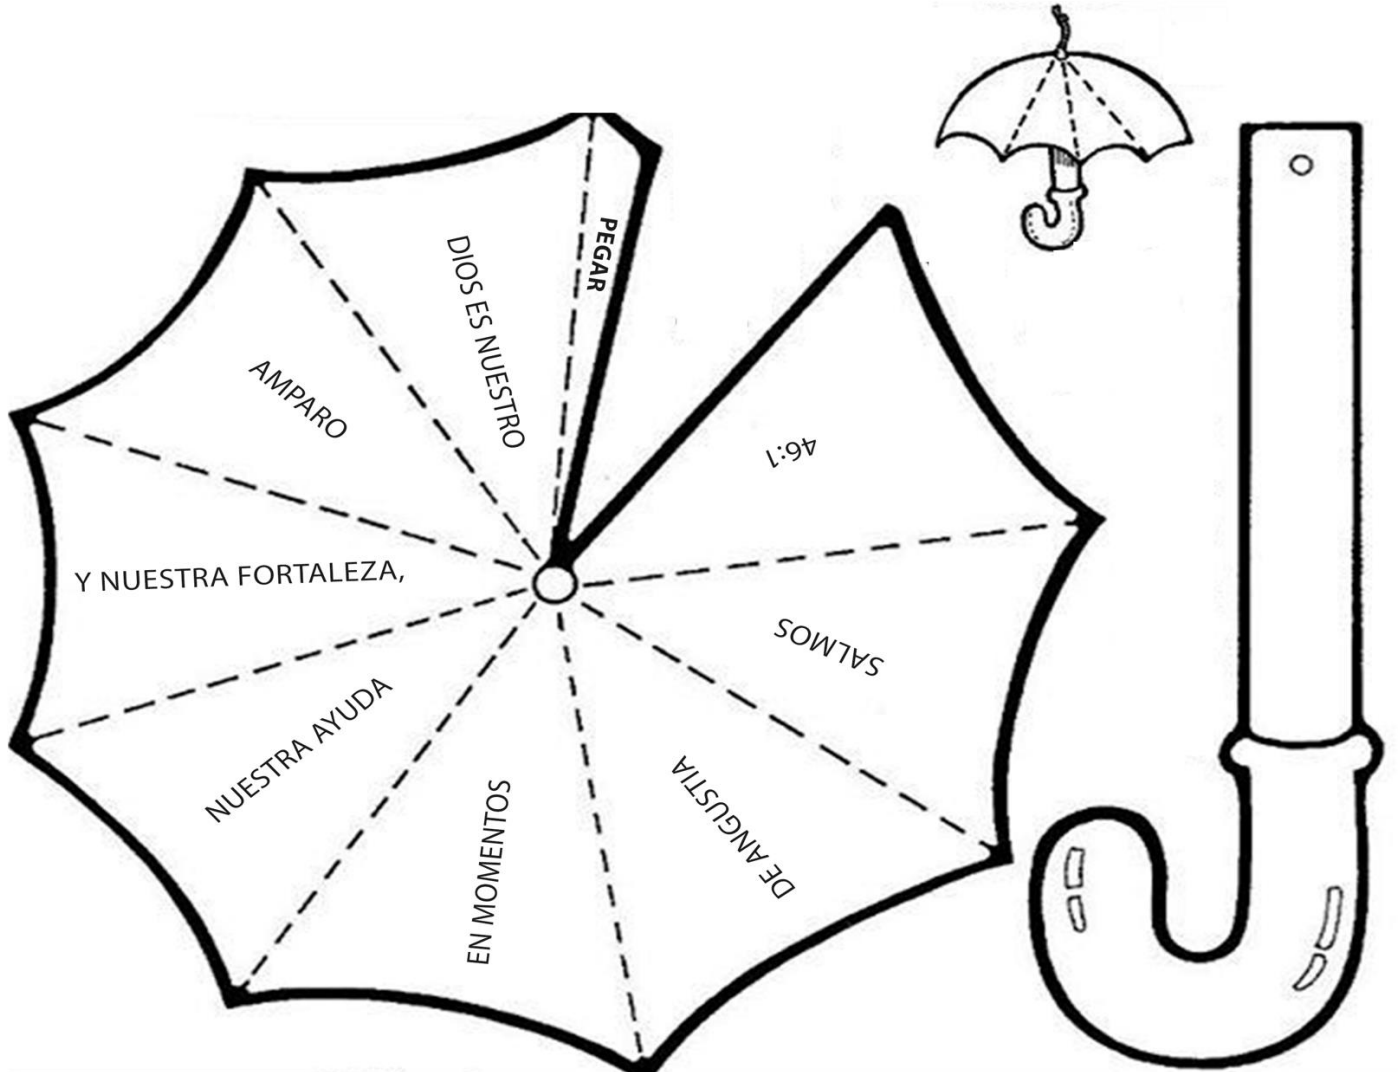 PEGAR
DIOS ES NUESTRO
AMPARO
Y NUESTRA FORTALEZA,
NUESTRA AYUDA
EN MOMENTOS
DE ANGUSTIA
SALMOS
46:1